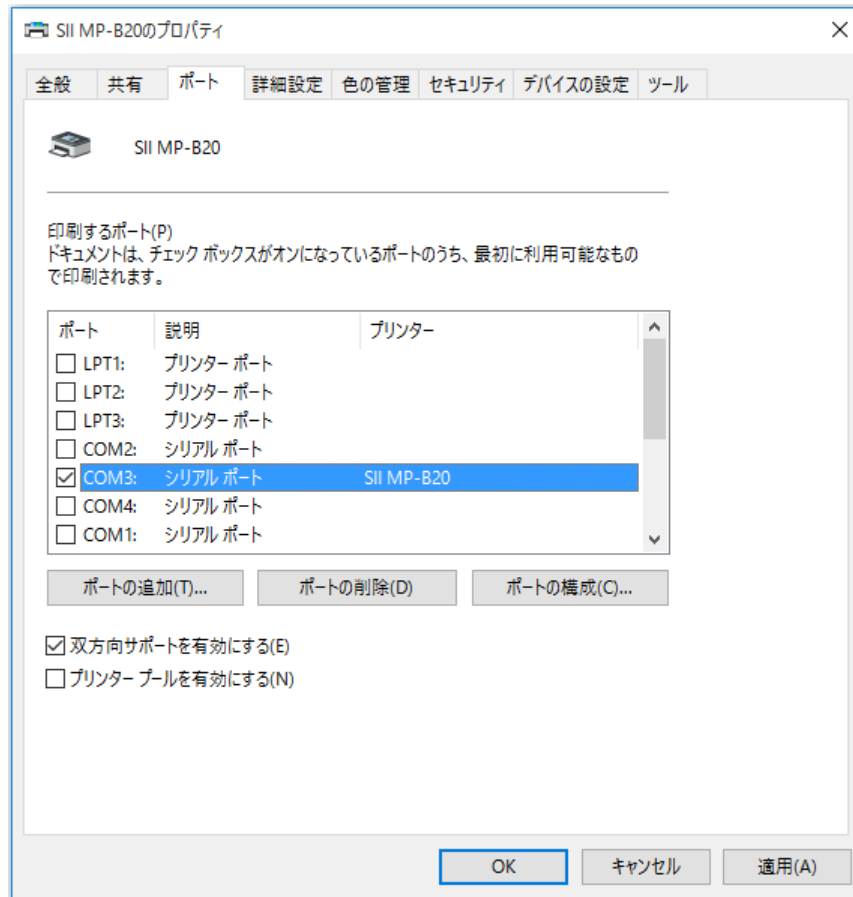 SII MP-B20のプロパティ
全般 共有 ポート 詳細設定 色の管理 セキュリティ デバイスの設定 ツール
SII MP-B20
印刷するポート(P)
ドキュメントは、チェック ボックスがオンになっているポートのうち、最初に利用可能なもの
で印刷されます。
ポート 説明 プリンター
LPT1: プリンター ポート
LPT2: プリンター ポート
LPT3: プリンター ポート
COM2: シリアル ポート
COM3: シリアル ポート SII MP-B20
COM4: シリアル ポート
COM1: シリアル ポート
ポートの追加(T)... ポートの削除(D) ポートの構成(C)...
双方向サポートを有効にする(E)
プリンター プールを有効にする(N)
OK キャンセル 適用(A)